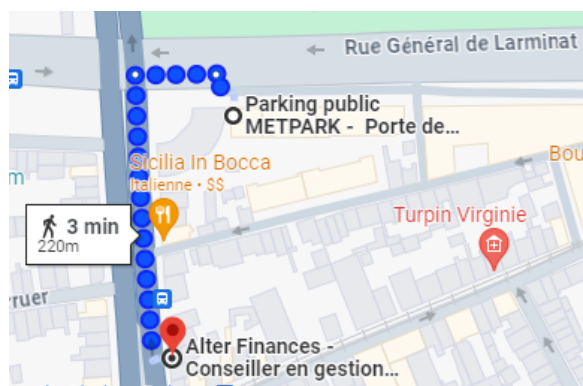 Rue Général de Larminat
Parking public
METPARK - Porte de...
Sicilia In Bocca
Italienne • $$
Bou
m
3 min
220m
Turpin Virginie
rruer
Alter Finances -
Conseiller en gestion...